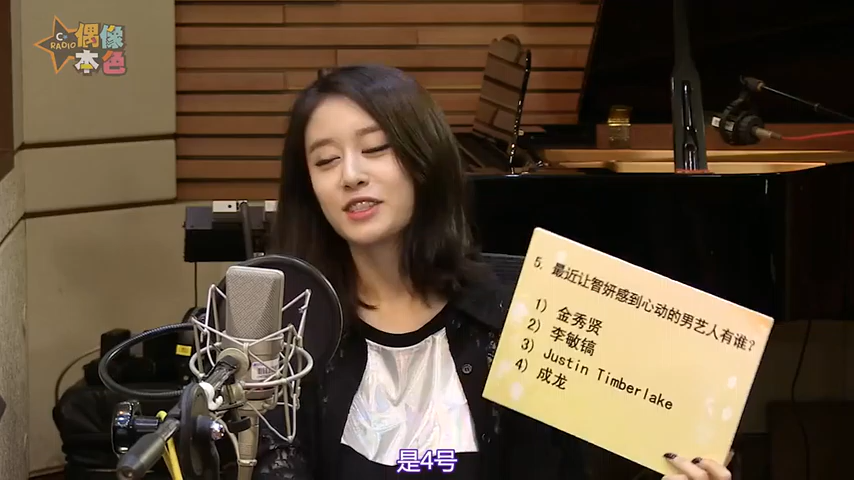 C
RADIO
偶像
本色
5. 最近让智妍感到心动的男艺人有谁?
1) 金秀贤
2) 李敏镐
3) Justin Timberlake
4) 成龙
是4号